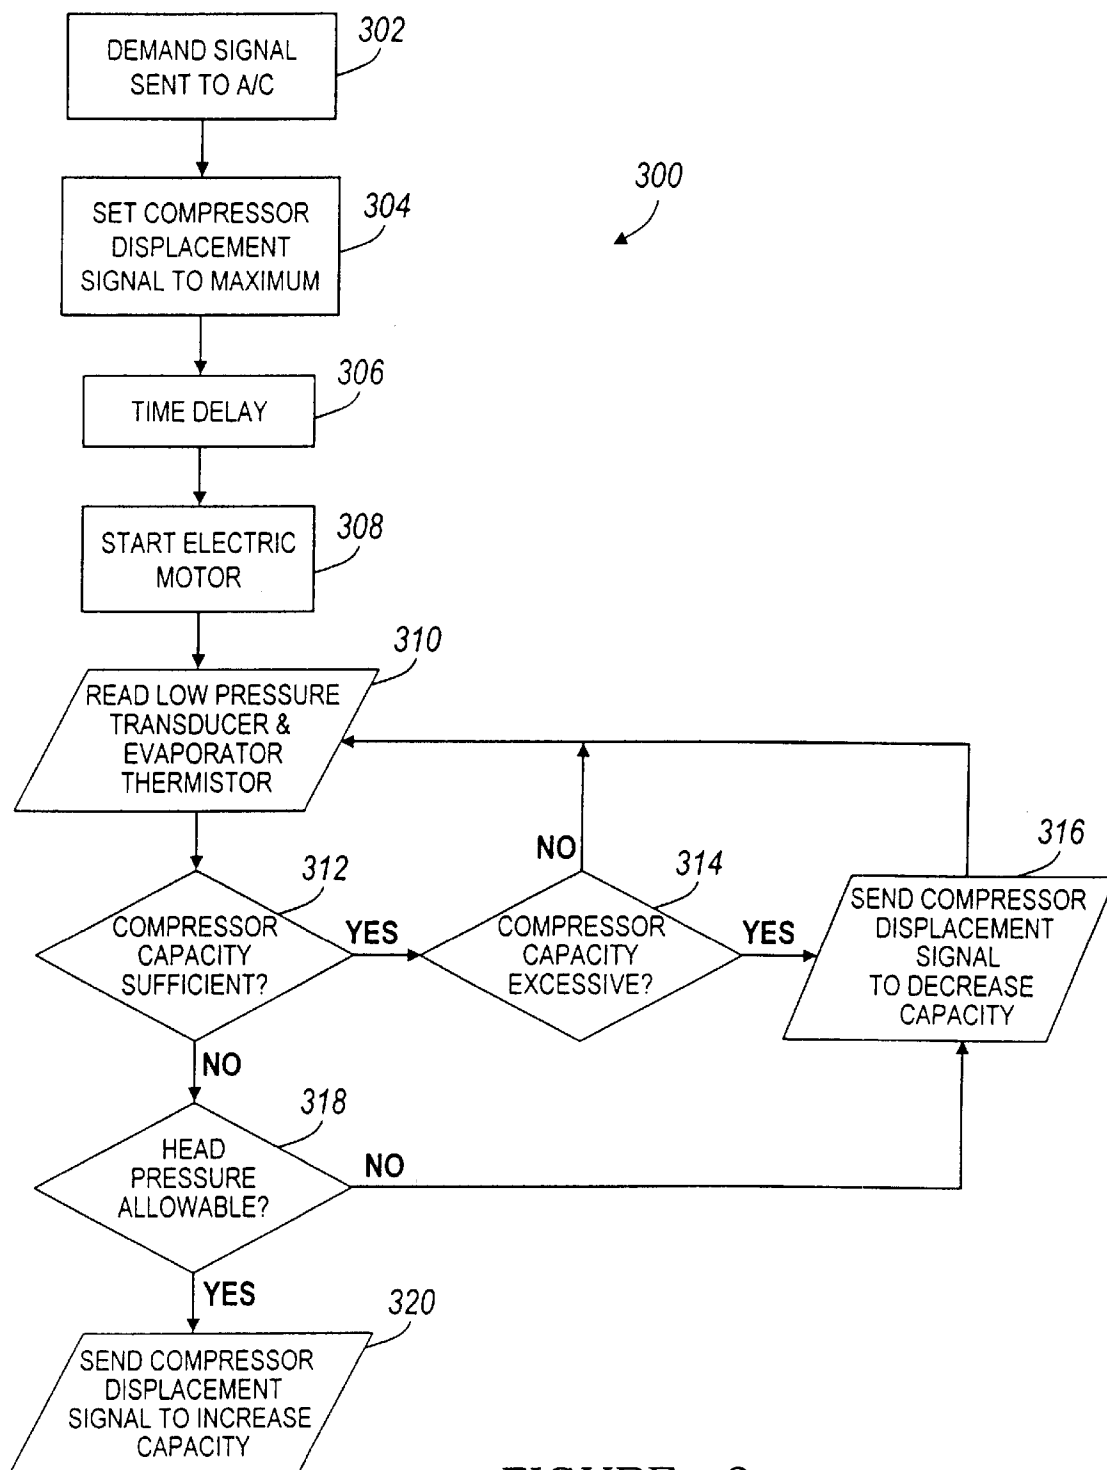 302
DEMAND SIGNAL
SENT TO A/C
300
304
SET COMPRESSOR
DISPLACEMENT
SIGNAL TO MAXIMUM
306
TIME DELAY
308
START ELECTRIC
MOTOR
310
READ LOW PRESSURE
TRANSDUCER &
EVAPORATOR
THERMISTOR
312
COMPRESSOR
CAPACITY
SUFFICIENT?
YES
NO
314
COMPRESSOR
CAPACITY
EXCESSIVE?
NO
YES
316
SEND COMPRESSOR
DISPLACEMENT
SIGNAL
TO DECREASE
CAPACITY
318
HEAD
PRESSURE
ALLOWABLE?
NO
YES
320
SEND COMPRESSOR
DISPLACEMENT
SIGNAL TO INCREASE
CAPACITY